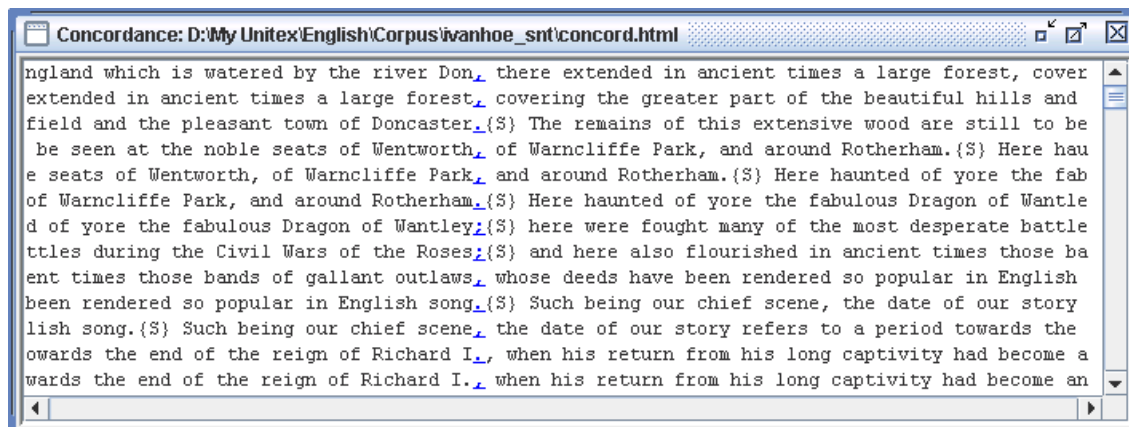 Concordance: D:\My Unitex\English\Corpus\ivanhoe_snt\concord.html
ngland which is watered by the river Don, there extended in ancient times a large forest, cover
extended in ancient times a large forest, covering the greater part of the beautiful hills and
field and the pleasant town of Doncaster.{S} The remains of this extensive wood are still to be
be seen at the noble seats of Wentworth, of Warncliffe Park, and around Rotherham.{S} Here hau
e seats of Wentworth, of Warncliffe Park, and around Rotherham.{S} Here haunted of yore the fab
of Warncliffe Park, and around Rotherham.{S} Here haunted of yore the fabulous Dragon of Wantle
d of yore the fabulous Dragon of Wantley;{S} here were fought many of the most desperate battle
ttles during the Civil Wars of the Roses;{S} and here also flourished in ancient times those ba
ent times those bands of gallant outlaws, whose deeds have been rendered so popular in English
been rendered so popular in English song.{S} Such being our chief scene, the date of our story
lish song.{S} Such being our chief scene, the date of our story refers to a period towards the
owards the end of the reign of Richard I., when his return from his long captivity had become a
wards the end of the reign of Richard I., when his return from his long captivity had become an